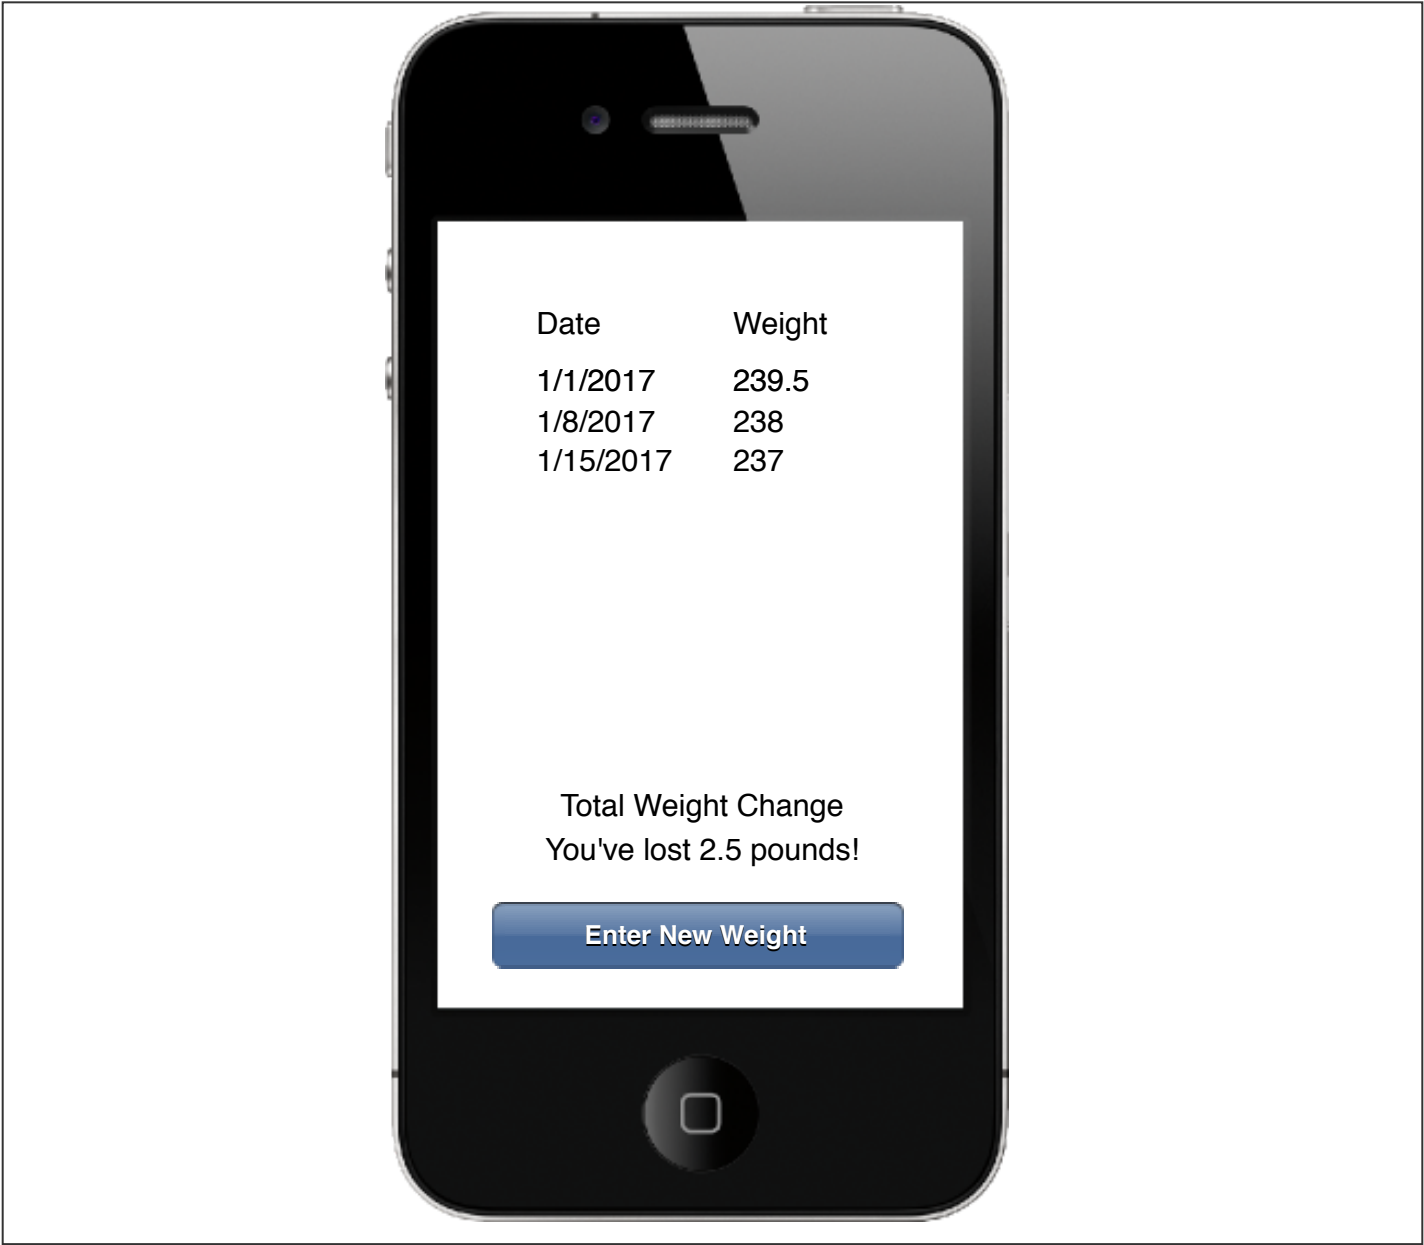 Date Weight
1/1/2017 239.5
1/8/2017 238
1/15/2017 237
Total Weight Change
You've lost 2.5 pounds!
Enter New Weight